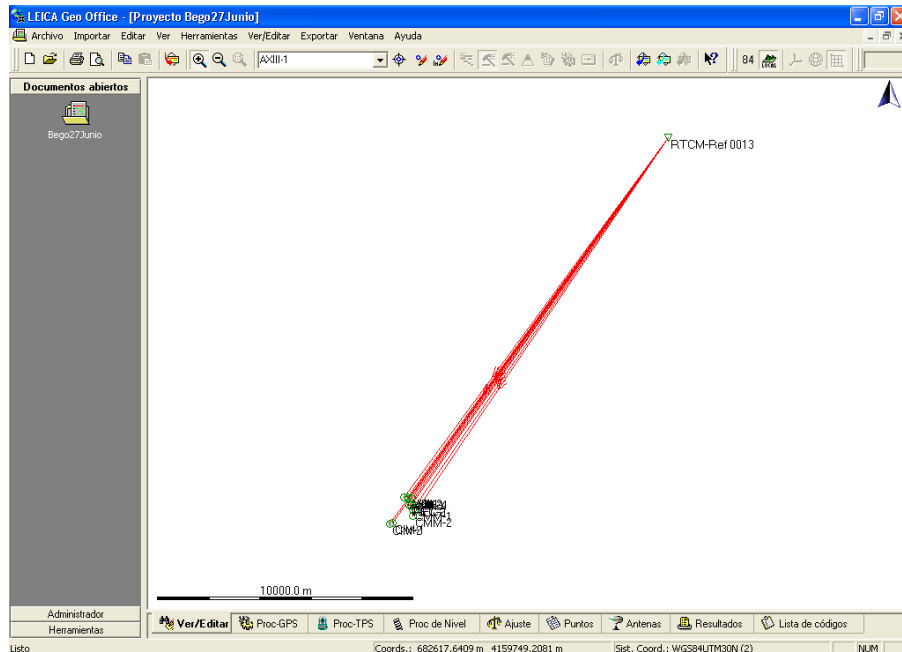 LEICA Geo Office - [Proyecto Bego27Junio]
Archivo Importar Editar Ver Herramientas Ver/Editar Exportar Ventana Ayuda
AXIII-1 84 LOCAL
Documentos abiertos
Bego27Junio
RTCM-Ref 0013
CMM-2
10000.0 m
Administrador
Herramientas
Ver/Editar Proc-GPS Proc-TPS Proc de Nivel Ajuste Puntos Antenas Resultados Lista de códigos
Listo Coords.: 682617.6409 m 4159749.2081 m Sist. Coord.: WGS84UTM30N (2) NUM